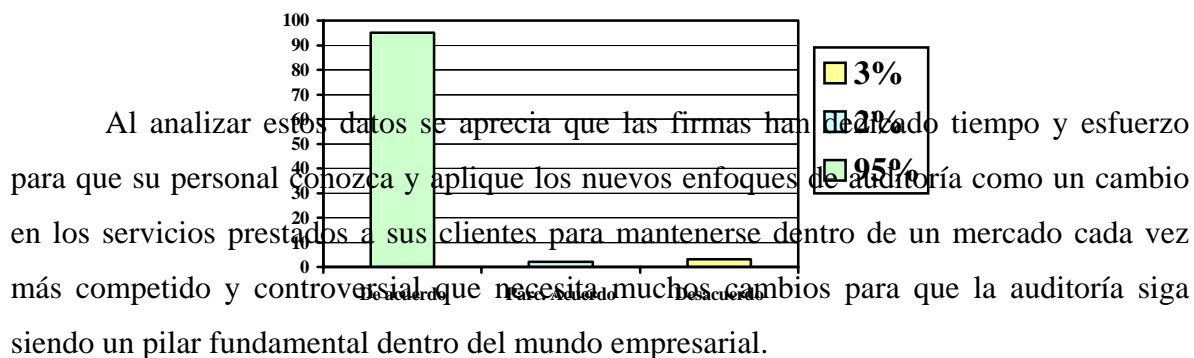 100
90
80
70
60
50
40
30
20
10
0
De acuerdo Parc. Acuerdo Desacuerdo
3%
2%
95%
Al analizar estos datos se aprecia que las firmas han dedicado tiempo y esfuerzo
para que su personal conozca y aplique los nuevos enfoques de auditoría como un cambio
en los servicios prestados a sus clientes para mantenerse dentro de un mercado cada vez
más competido y controversial que necesita muchos cambios para que la auditoría siga
siendo un pilar fundamental dentro del mundo empresarial.